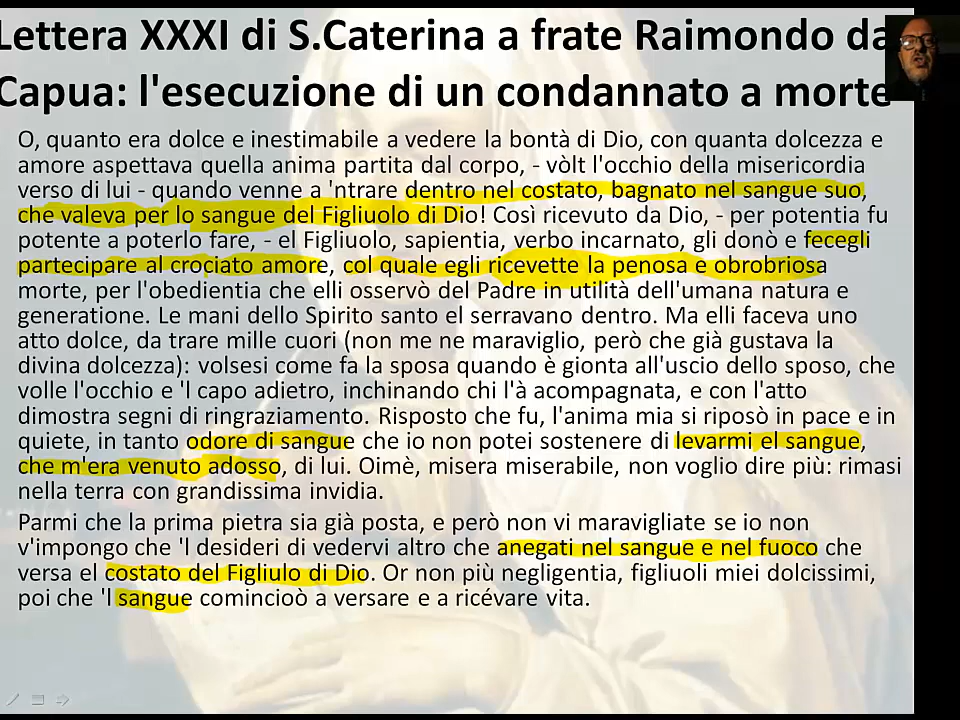 Lettera XXXI di S.Caterina a frate Raimondo da
Capua: l'esecuzione di un condannato a morte
O, quanto era dolce e inestimabile a vedere la bontà di Dio, con quanta dolcezza e
amore aspettava quella anima partita dal corpo, - vòlt l'occhio della misericordia
verso di lui - quando venne a 'ntrare dentro nel costato, bagnato nel sangue suo,
che valeva per lo sangue del Figliuolo di Dio! Così ricevuto da Dio, - per potentia fu
potente a poterlo fare, - el Figliuolo, sapientia, verbo incarnato, gli donò e fecegli
partecipare al crociato amore, col quale egli ricevette la penosa e obrobriosa
morte, per l'obedientia che elli osservò del Padre in utilità dell'umana natura e
generatione. Le mani dello Spirito santo el serravano dentro. Ma elli faceva uno
atto dolce, da trare mille cuori (non me ne maraviglio, però che già gustava la
divina dolcezza): volsesi come fa la sposa quando è gionta all'uscio dello sposo, che
volle l'occhio e 'l capo adietro, inchinando chi l'à acompagnata, e con l'atto
dimostra segni di ringraziamento. Risposto che fu, l'anima mia si riposò in pace e in
quiete, in tanto odore di sangue che io non potei sostenere di levarmi el sangue,
che m'era venuto adosso, di lui. Oimè, misera miserabile, non voglio dire più: rimasi
nella terra con grandissima invidia.
Parmi che la prima pietra sia già posta, e però non vi maravigliate se io non
v'impongo che 'l desideri di vedervi altro che anegati nel sangue e nel fuoco che
versa el costato del Figliulo di Dio. Or non più negligentia, figliuoli miei dolcissimi,
poi che 'l sangue comincioò a versare e a ricévare vita.